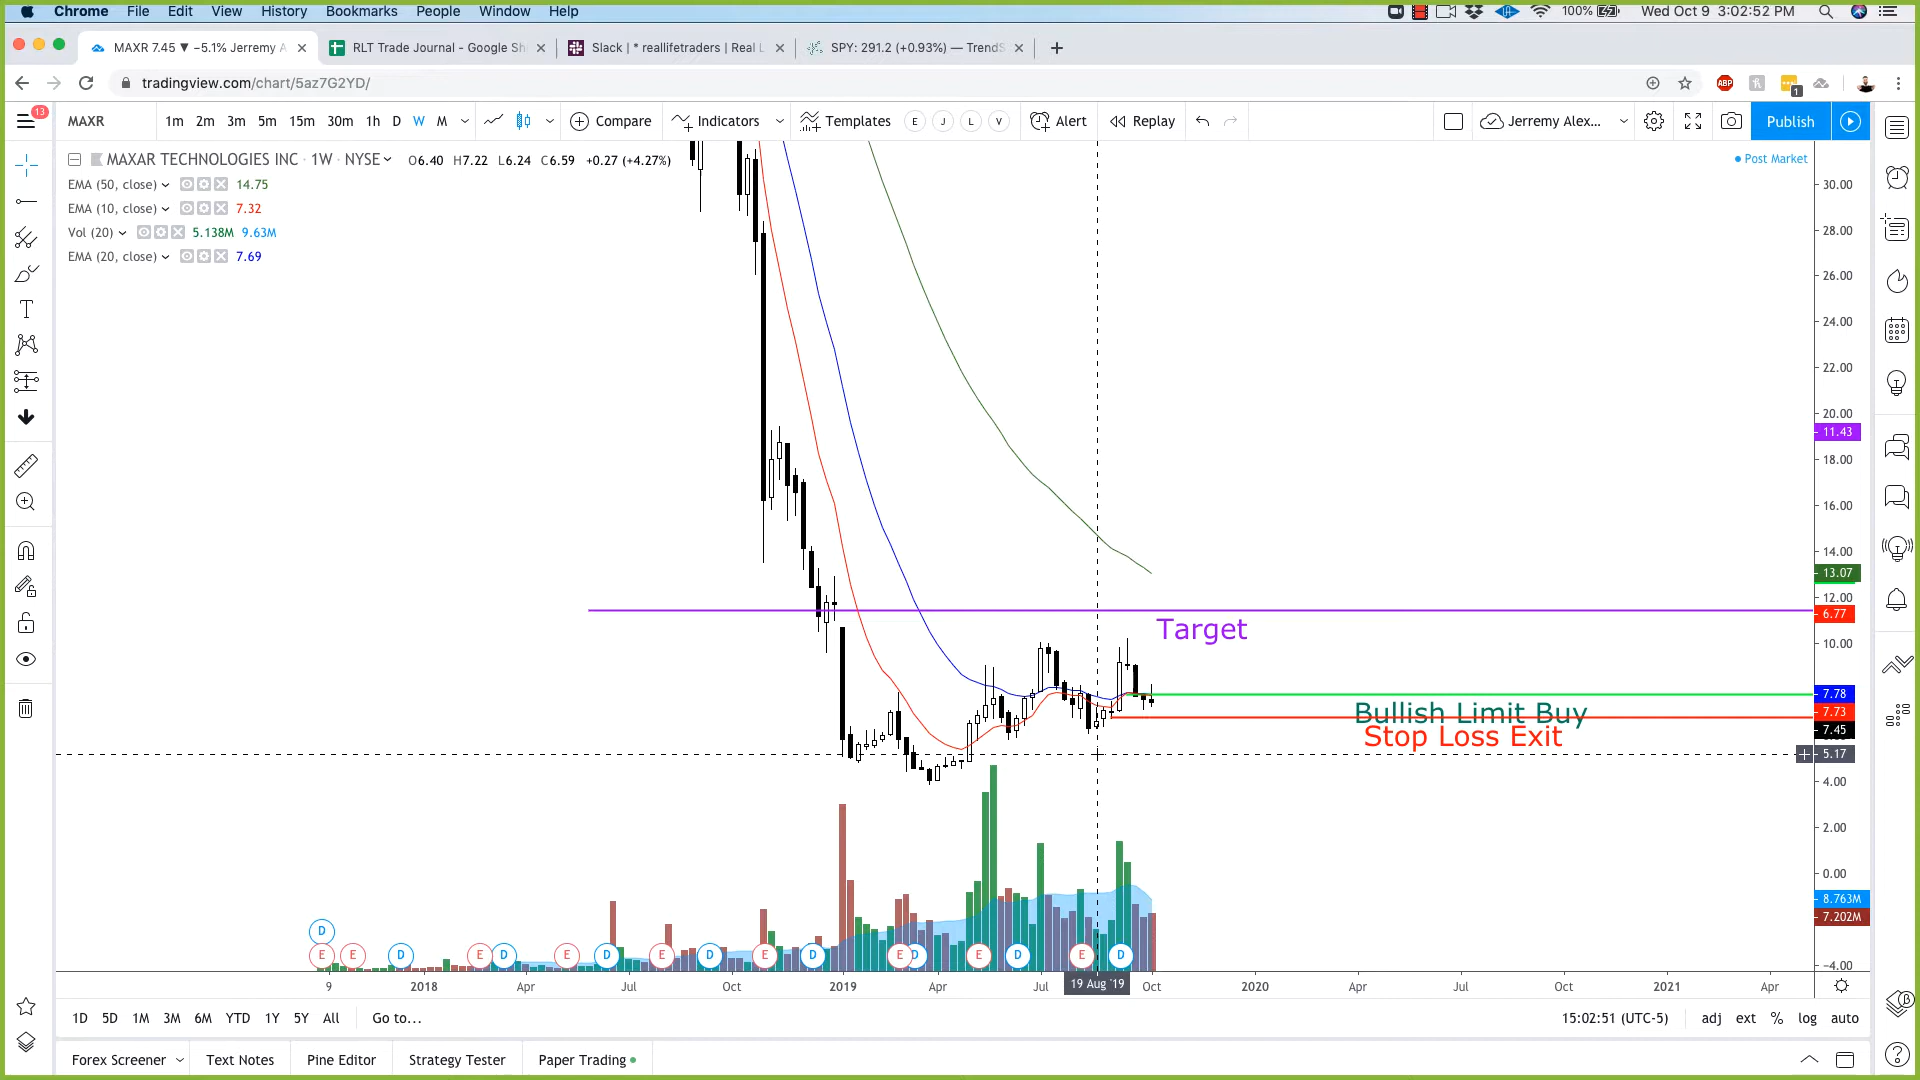 Chrome File Edit View History Bookmarks People Window Help 100% Wed Oct 9 3:02:52 PM
MAXR 7.45 ▼ −5.1% Jerremy A RLT Trade Journal - Google Sh Slack | * reallifetraders | Real L SPY: 291.2 (+0.93%) — TrendS
tradingview.com/chart/5az7G2YD/ ABP 1
13 MAXR 1m 2m 3m 5m 15m 30m 1h D W M Compare Indicators Templates E J L V Alert Replay Jerremy Alex... Publish
MAXAR TECHNOLOGIES INC · 1W · NYSE O6.40 H7.22 L6.24 C6.59 +0.27 (+4.27%) Post Market
EMA (50, close) 14.75
EMA (10, close) 7.32
Vol (20) 5.138M 9.63M
EMA (20, close) 7.69
30.00
28.00
26.00
24.00
22.00
20.00
11.43
18.00
16.00
14.00
13.07
12.00
6.77
Target
10.00
7.78
Bullish Limit Buy 7.73
7.45
Stop Loss Exit
5.17
4.00
2.00
0.00
8.763M
7.202M
D
E E D E D E D E D E D E D E D E D E D
-4.00
9 2018 Apr Jul Oct 2019 Apr Jul 19 Aug '19 Oct 2020 Apr Jul Oct 2021 Apr
1D 5D 1M 3M 6M YTD 1Y 5Y All Go to... 15:02:51 (UTC-5) adj ext % log auto
Forex Screener Text Notes Pine Editor Strategy Tester Paper Trading